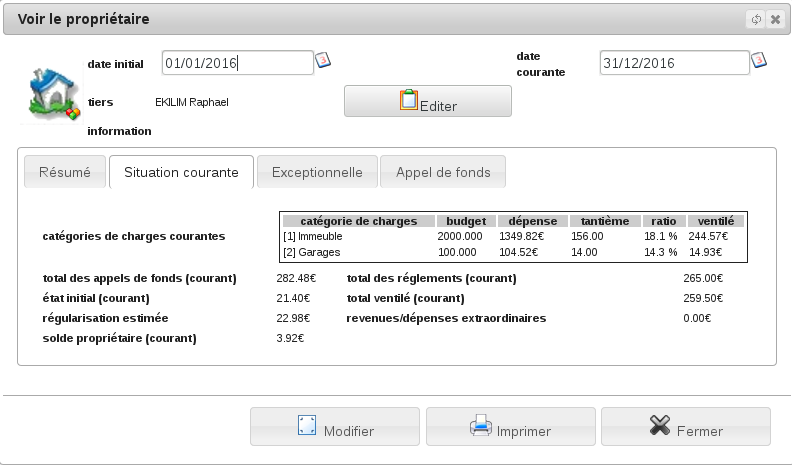 Voir le propriétaire
date initial 01/01/2016 3 date courante 31/12/2016 3
tiers EKILIM Raphael Editer
information
Résumé Situation courante Exceptionnelle Appel de fonds
catégorie de charges budget dépense tantième ratio ventilé
catégories de charges courantes [1] Immeuble 2000.000 1349.82€ 156.00 18.1 % 244.57€
[2] Garages 100.000 104.52€ 14.00 14.3 % 14.93€
total des appels de fonds (courant) 282.48€ total des réglements (courant) 265.00€
état initial (courant) 21.40€ total ventilé (courant) 259.50€
régularisation estimée 22.98€ revenues/dépenses extraordinaires 0.00€
solde propriétaire (courant) 3.92€
Modifier Imprimer Fermer